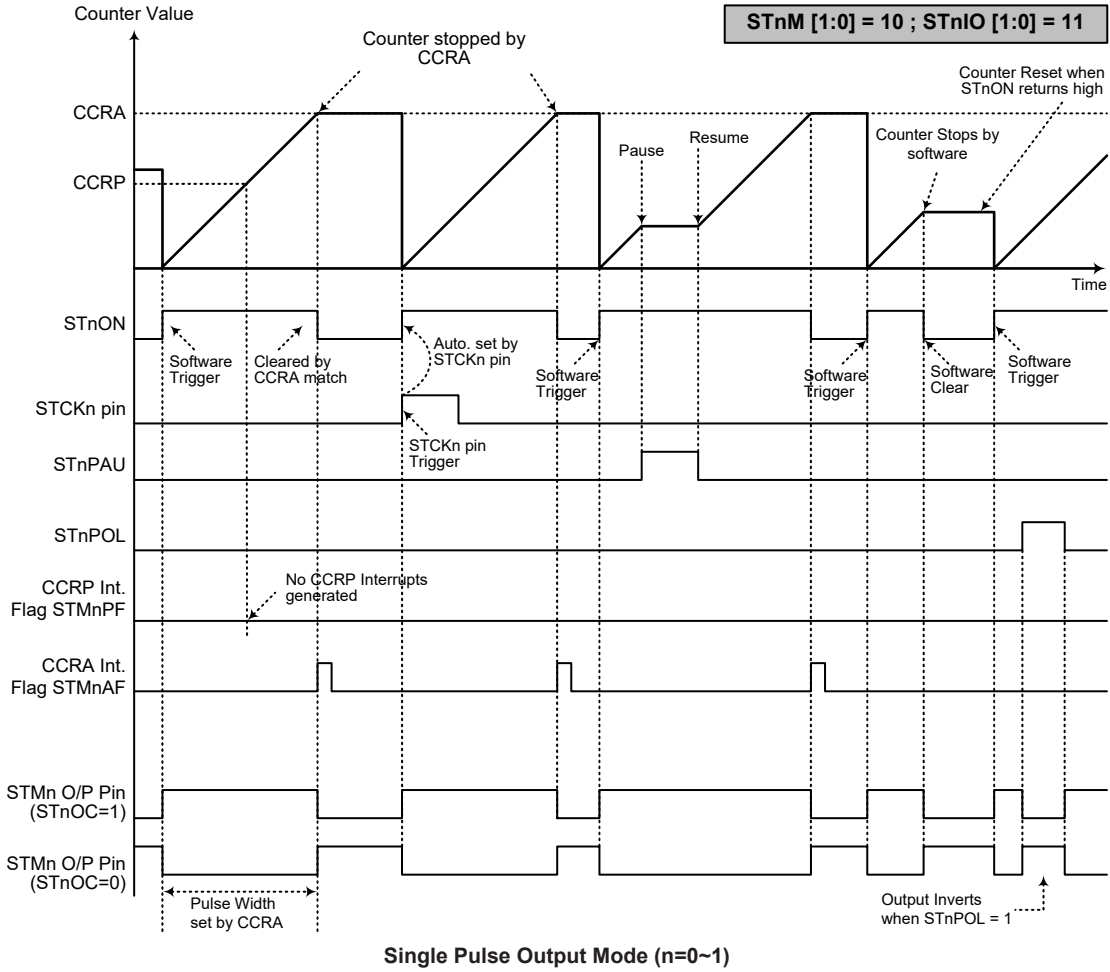 Counter Value
STnM [1:0] = 10 ; STnIO [1:0] = 11
Counter stopped by
CCRA
Counter Reset when
STnON returns high
CCRA
Pause
Resume
Counter Stops by
software
CCRP
Time
STnON
Software
Trigger
Cleared by
CCRA match
Auto. set by
STCKn pin
Software
Trigger
Software
Trigger
Software
Clear
Software
Trigger
STCKn pin
STCKn pin
Trigger
STnPAU
STnPOL
No CCRP Interrupts
generated
CCRP Int.
Flag STMnPF
CCRA Int.
Flag STMnAF
STMn O/P Pin
(STnOC=1)
STMn O/P Pin
(STnOC=0)
Pulse Width
set by CCRA
Output Inverts
when STnPOL = 1
Single Pulse Output Mode (n=0~1)